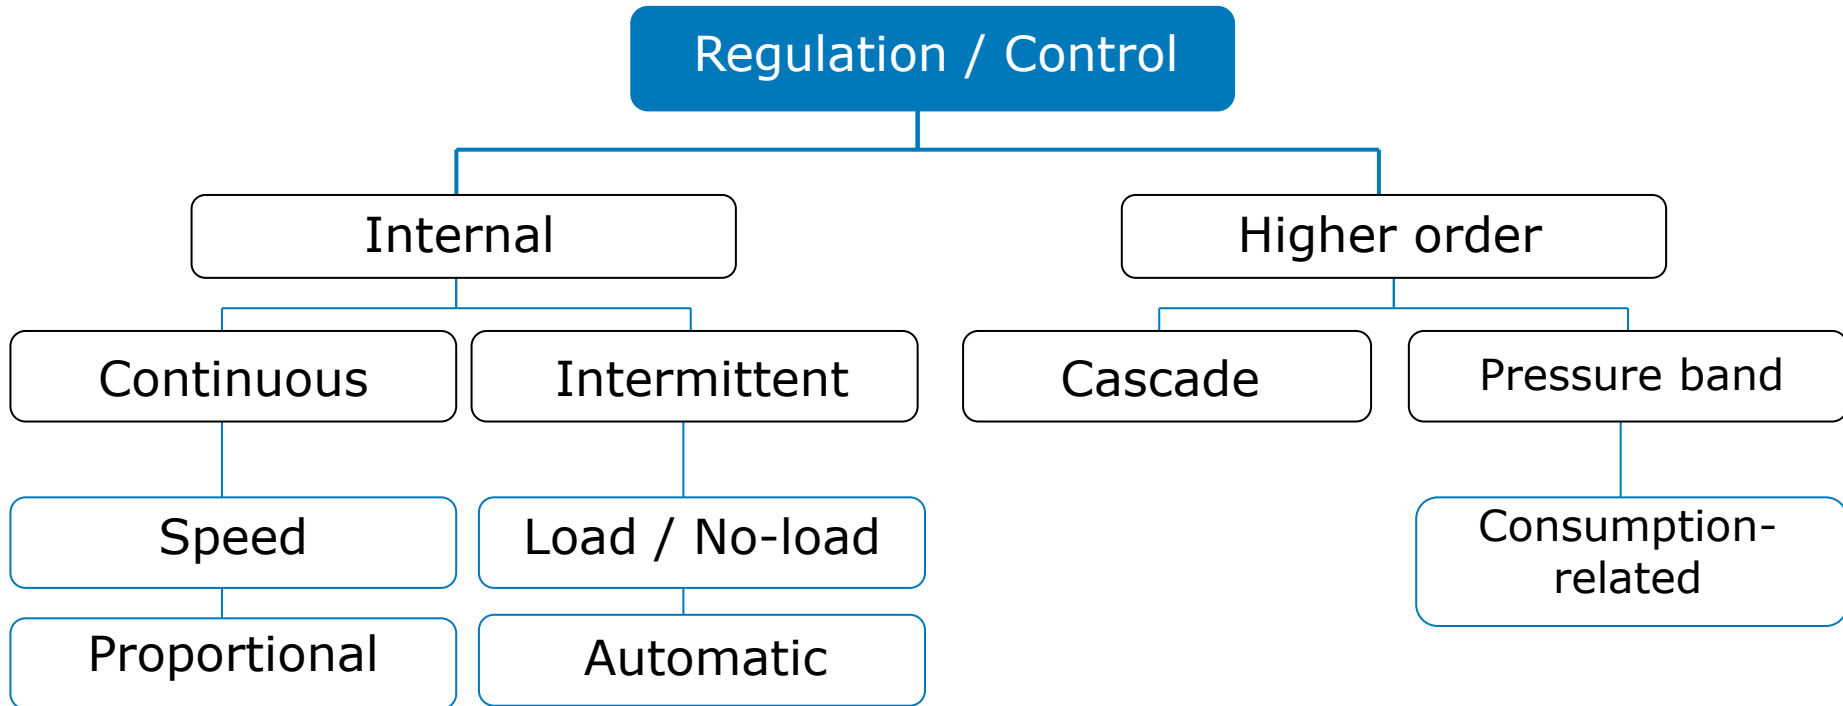 Regulation / Control
Internal
Higher order
Continuous
Intermittent
Cascade
Pressure band
Speed
Load / No-load
Consumption-
related
Proportional
Automatic